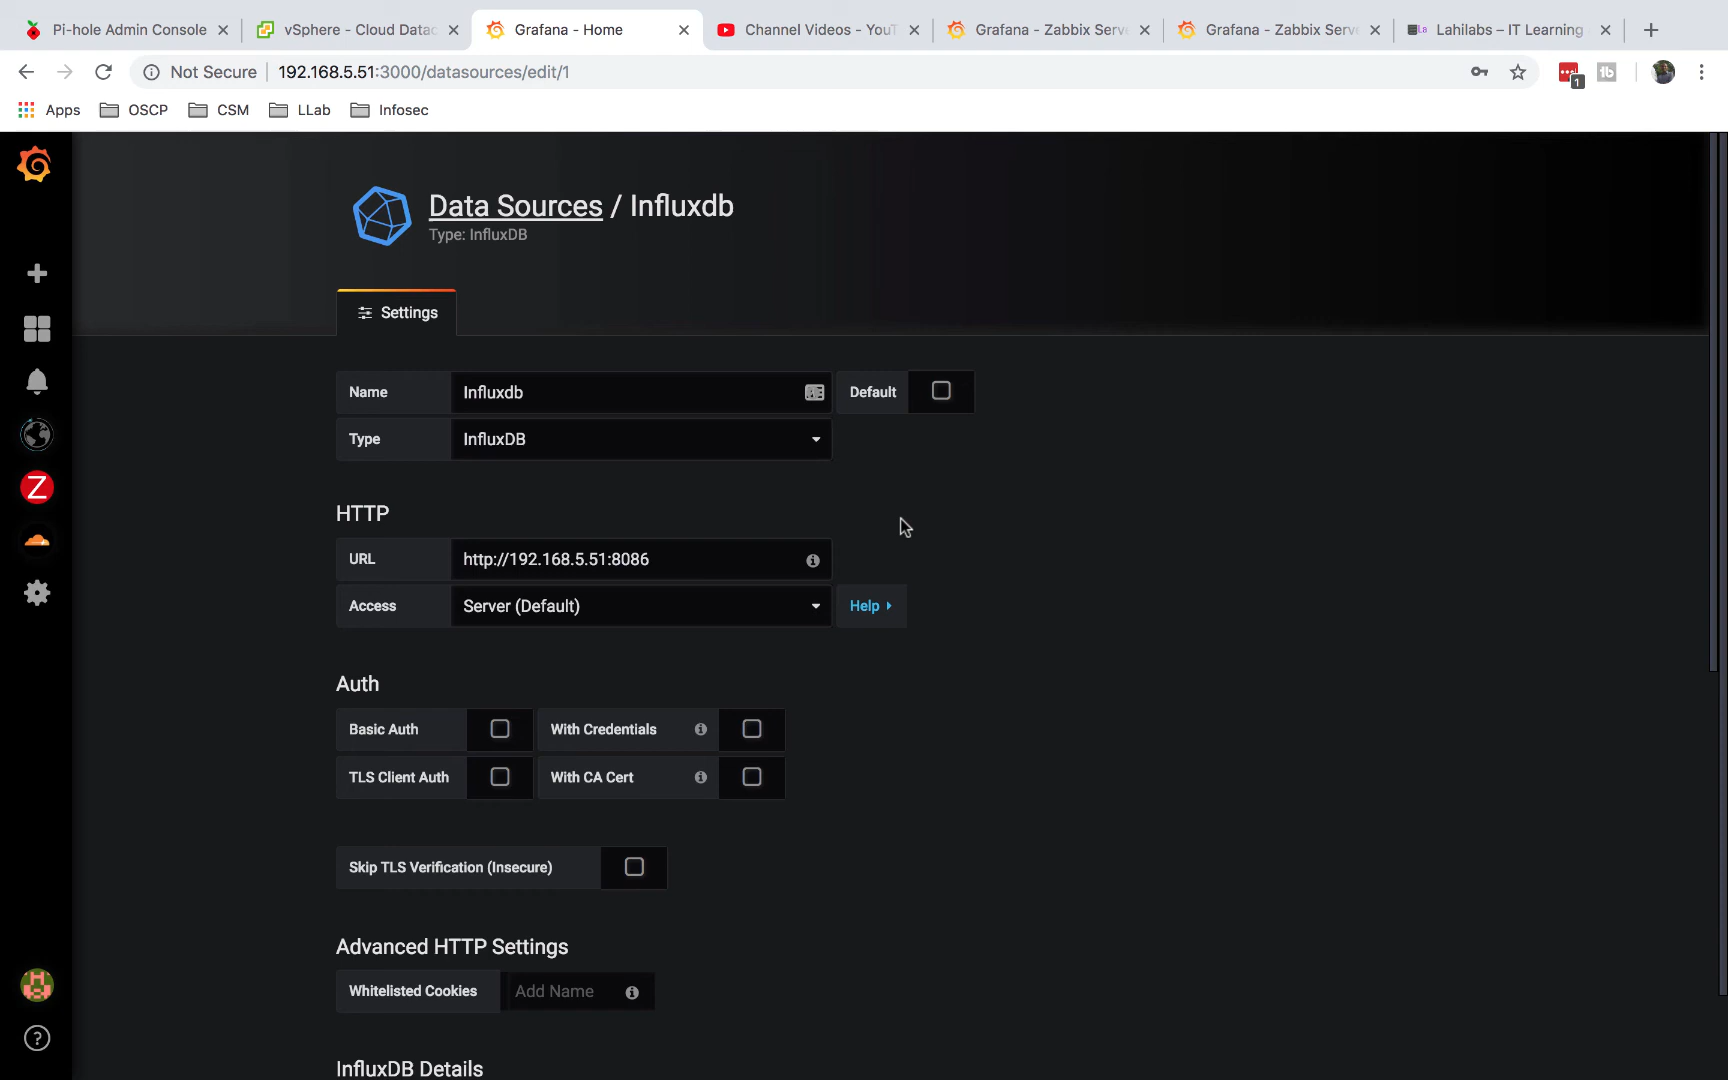 Pi-hole Admin Console
vSphere - Cloud Datac
Grafana - Home
Channel Videos - YouT
Grafana - Zabbix Serve
Grafana - Zabbix Serve
Lahilabs – IT Learning
Not Secure
192.168.5.51:3000/datasources/edit/1
1
Apps
OSCP
CSM
LLab
Infosec
Data Sources / Influxdb
Type: InfluxDB
Settings
Name
Influxdb
Default
Type
InfluxDB
Z
HTTP
URL
http://192.168.5.51:8086
Access
Server (Default)
Help
Auth
Basic Auth
With Credentials
TLS Client Auth
With CA Cert
Skip TLS Verification (Insecure)
Advanced HTTP Settings
Whitelisted Cookies
Add Name
InfluxDB Details